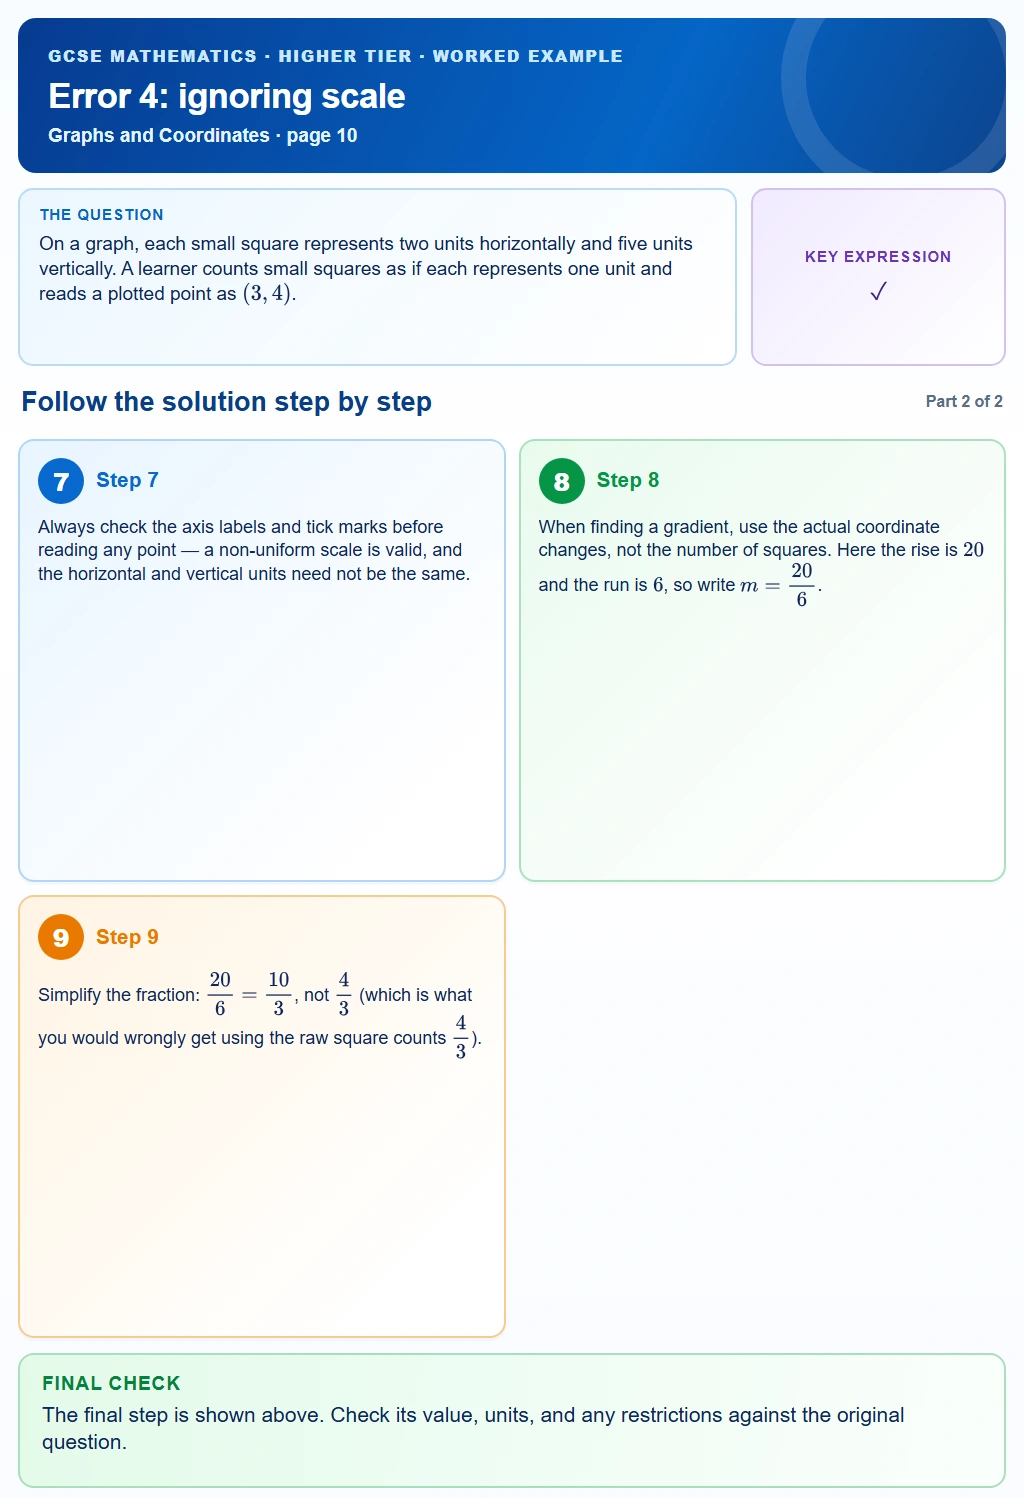 GCSE MATHEMATICS · HIGHER TIER · WORKED EXAMPLE
Error 4: ignoring scale
Graphs and Coordinates · page 10
THE QUESTION
On a graph, each small square represents two units horizontally and five units
vertically. A learner counts small squares as if each represents one unit and
reads a plotted point as (3, 4).
KEY EXPRESSION
✓
Follow the solution step by step
Part 2 of 2
7 Step 7
Always check the axis labels and tick marks before
reading any point — a non-uniform scale is valid, and
the horizontal and vertical units need not be the same.
8 Step 8
When finding a gradient, use the actual coordinate
changes, not the number of squares. Here the rise is 20
and the run is 6, so write m = 20/6.
9 Step 9
Simplify the fraction: 20/6 = 10/3, not 4/3 (which is what
you would wrongly get using the raw square counts 4/3).
FINAL CHECK
The final step is shown above. Check its value, units, and any restrictions against the original
question.